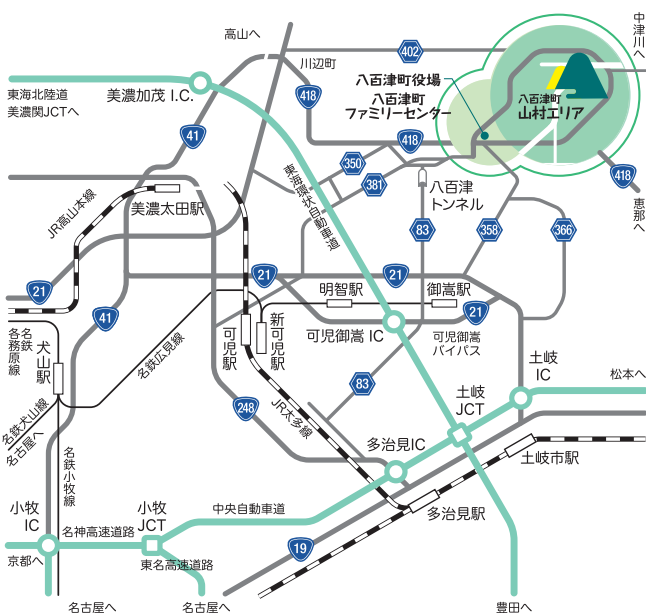 高山へ
中津川へ
402
川辺町
東海北陸道
美濃関JCTへ
美濃加茂 I.C.
418
八百津町役場
八百津町
ファミリーセンター
八百津町
山村エリア
41
418
350
381
418
恵那へ
東海環状自動車道
八百津
トンネル
JR高山本線
美濃太田駅
83
358
366
21
21
21
明智駅
御嵩駅
21
41
名鉄
各務原線
犬山駅
名鉄広見線
可児駅
新可児駅
可児御嵩 IC
可児御嵩
バイパス
土岐
IC
松本へ
83
土岐
JCT
名鉄犬山線
名古屋へ
248
JR太多線
多治見IC
土岐市駅
名鉄小牧線
小牧
IC
小牧
JCT
中央自動車道
多治見駅
名神高速道路
19
京都へ
東名高速道路
名古屋へ
名古屋へ
豊田へ